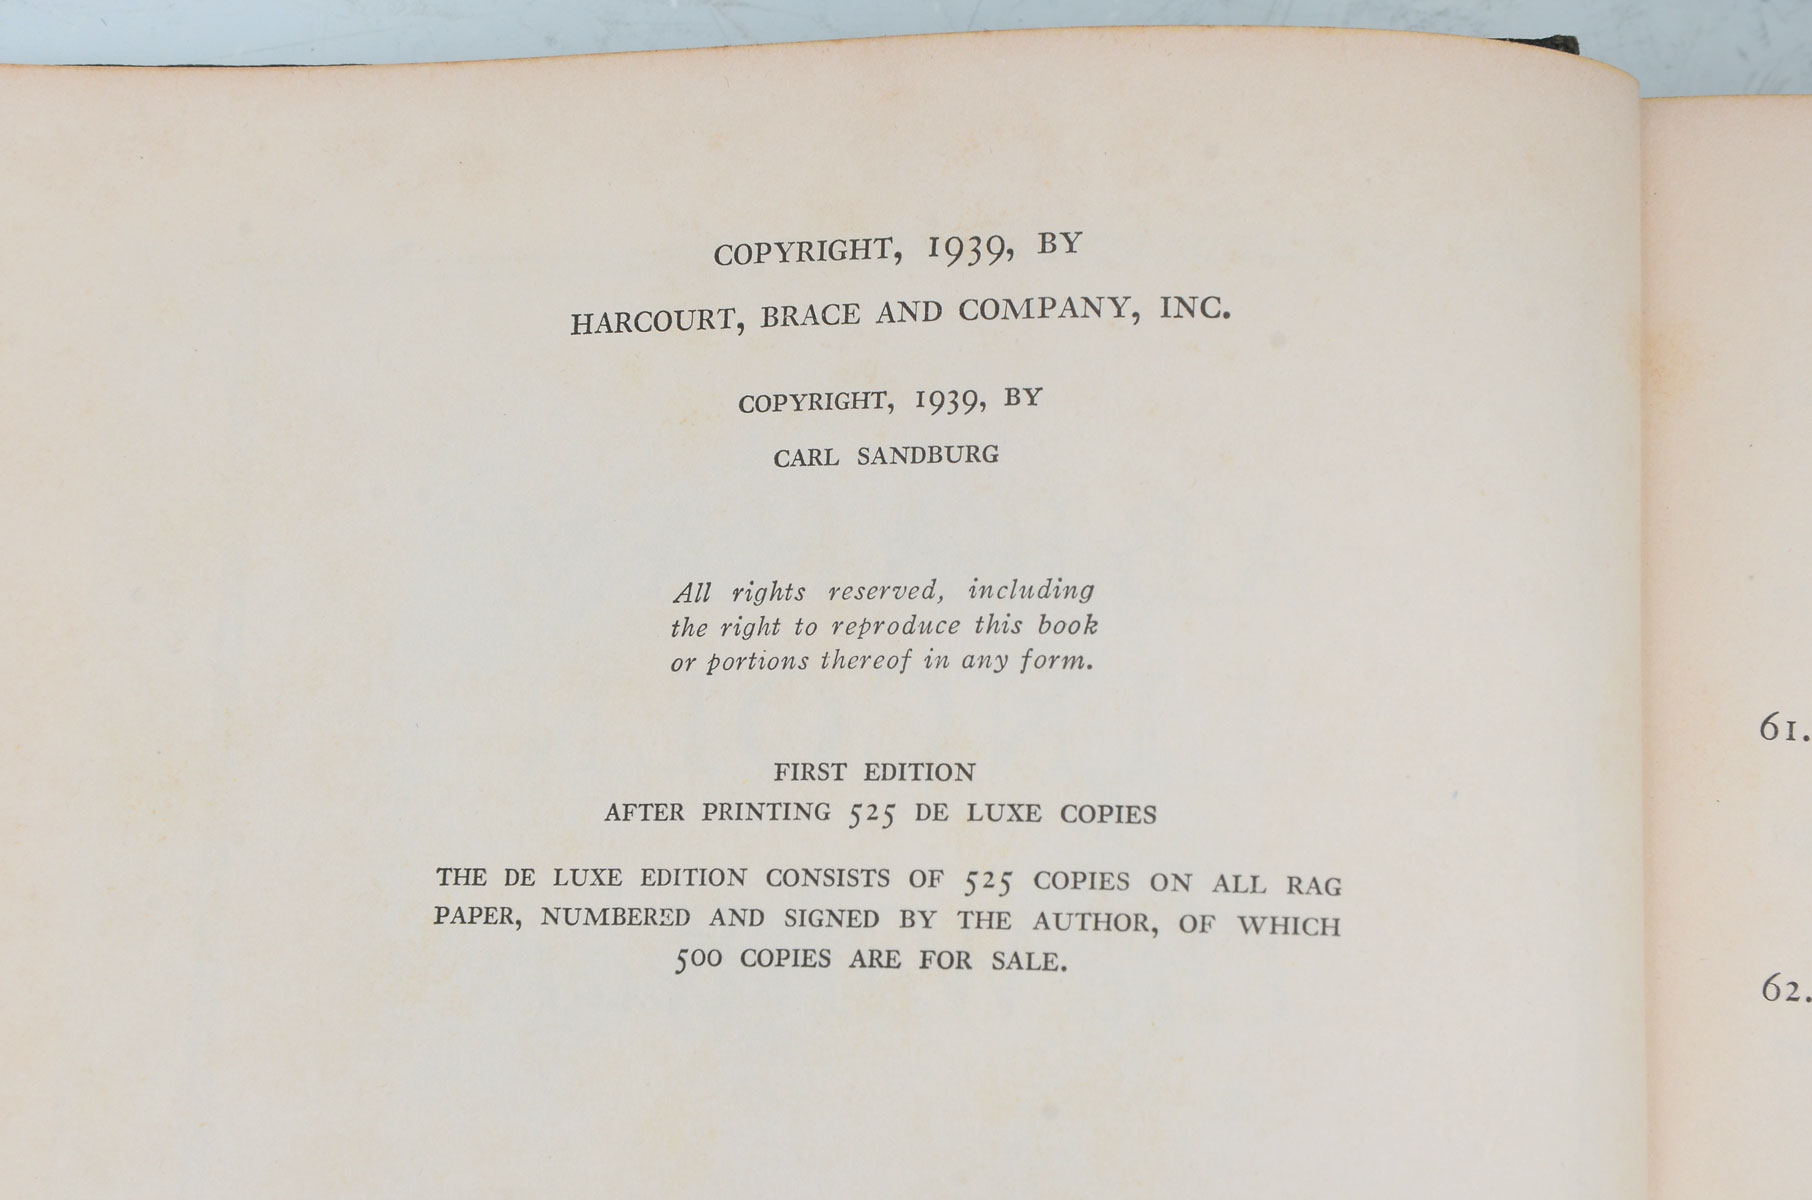 COPYRIGHT, 1939, BY
HARCOURT, BRACE AND COMPANY, INC.
COPYRIGHT, 1939, BY
CARL SANDBURG
All rights reserved, including
the right to reproduce this book
or portions thereof in any form.
FIRST EDITION
AFTER PRINTING 525 DE LUXE COPIES
THE DE LUXE EDITION CONSISTS OF 525 COPIES ON ALL RAG
PAPER, NUMBERED AND SIGNED BY THE AUTHOR, OF WHICH
500 COPIES ARE FOR SALE.
61.
62.